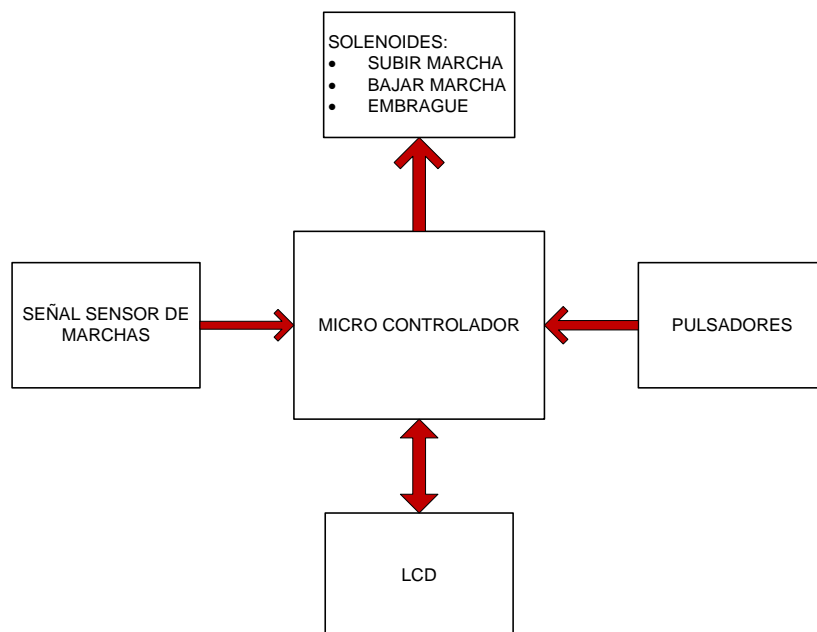 SOLENOIDES:
• SUBIR MARCHA
• BAJAR MARCHA
• EMBRAGUE
SEÑAL SENSOR DE
MARCHAS
MICRO CONTROLADOR
PULSADORES
LCD